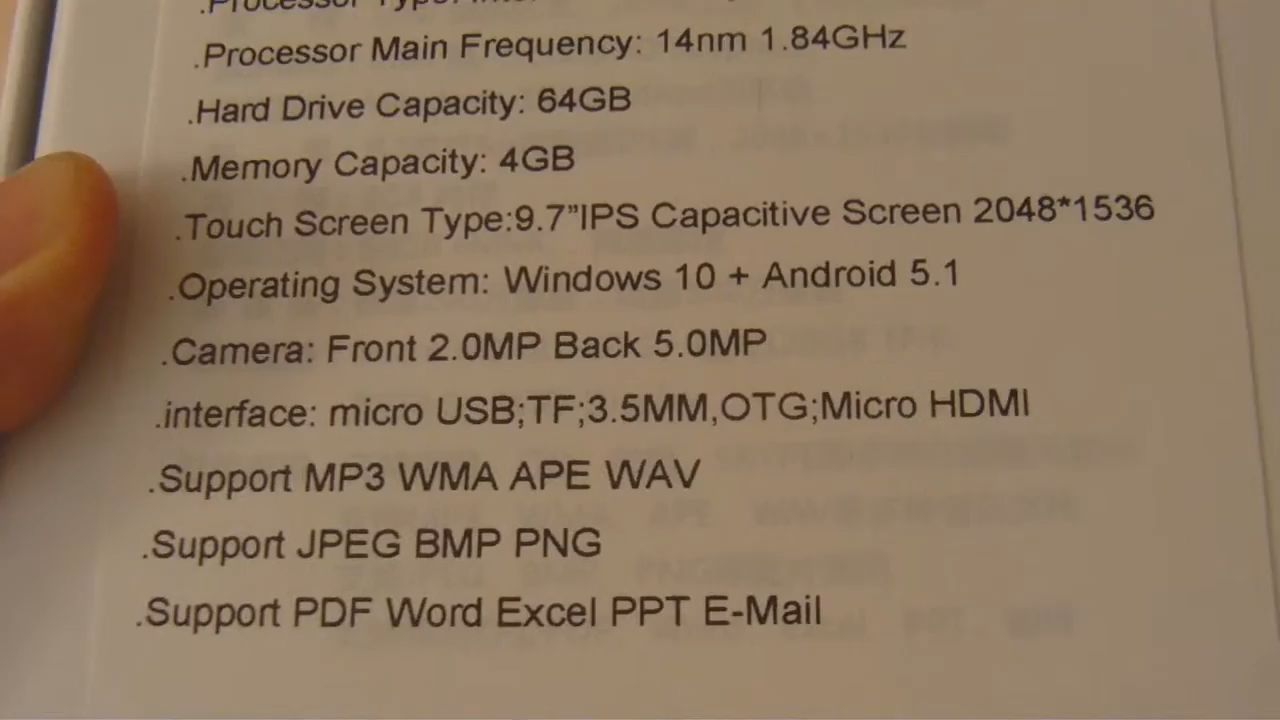 .Processor Type:
.Processor Main Frequency: 14nm 1.84GHz
.Hard Drive Capacity: 64GB
.Memory Capacity: 4GB
.Touch Screen Type:9.7”IPS Capacitive Screen 2048*1536
.Operating System: Windows 10 + Android 5.1
.Camera: Front 2.0MP Back 5.0MP
.interface: micro USB;TF;3.5MM,OTG;Micro HDMI
.Support MP3 WMA APE WAV
.Support JPEG BMP PNG
.Support PDF Word Excel PPT E-Mail